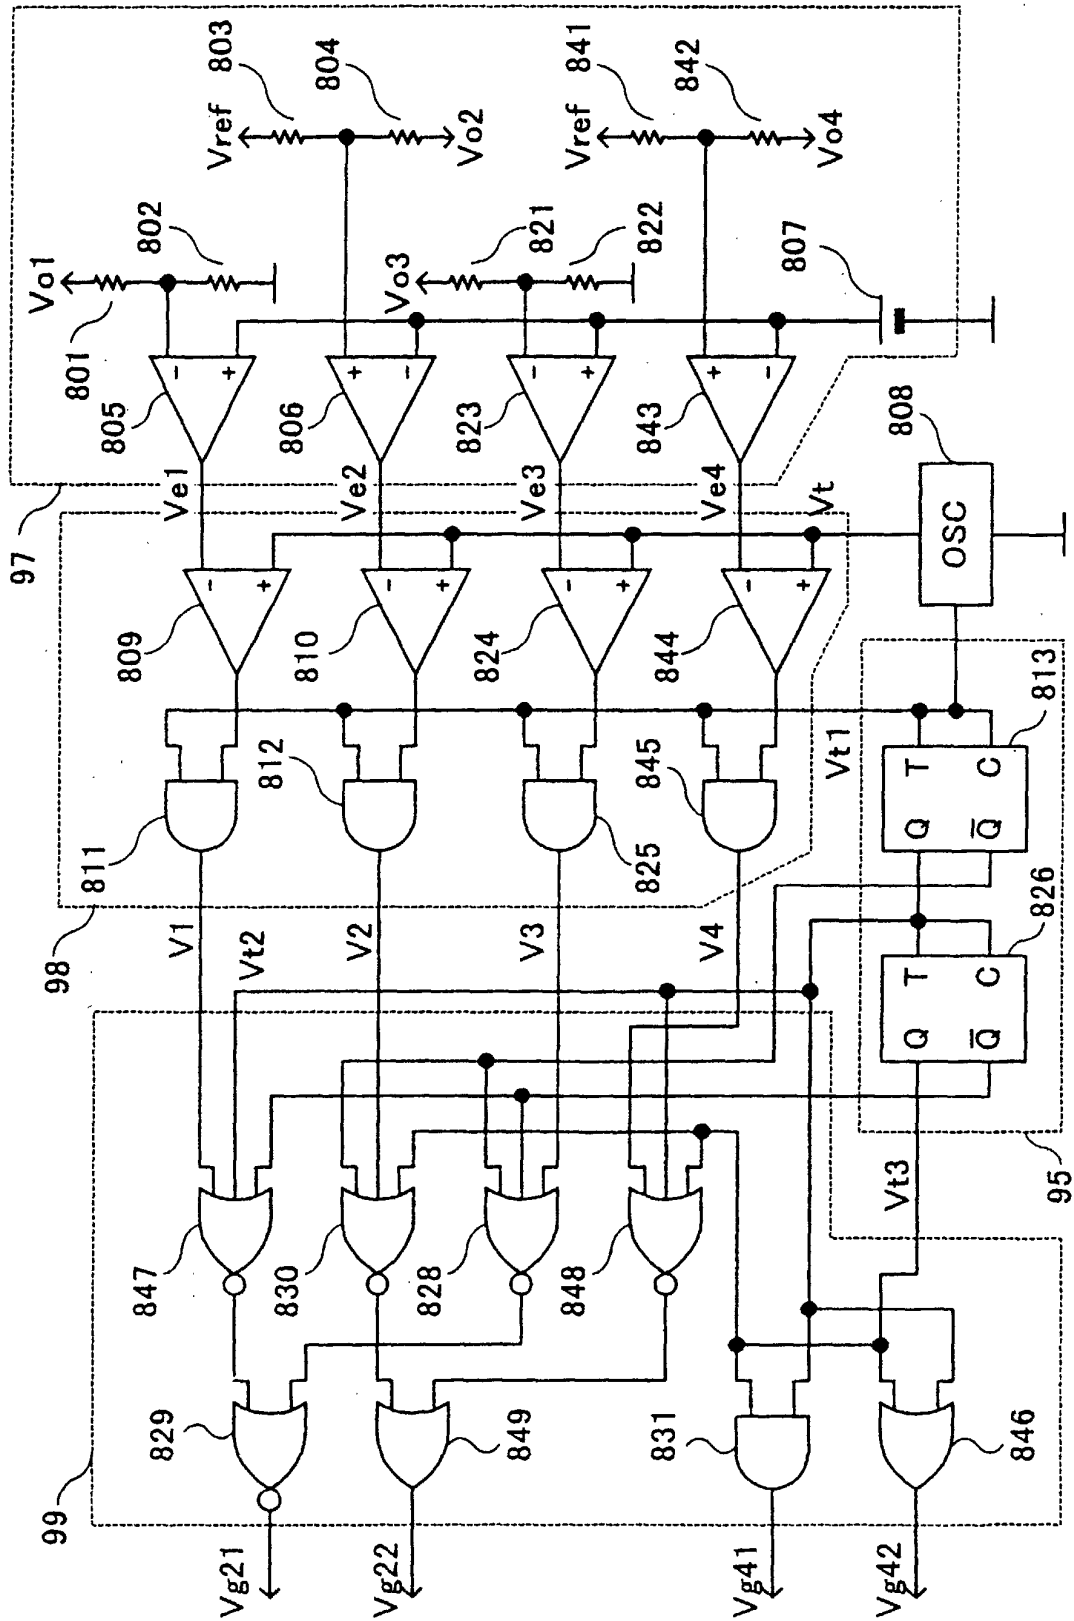 803
804
841
842
Vref
Vo2
Vref
Vo4
802
821
822
807
Vo1
Vo3
801
-
+
+
-
-
+
+
-
805
806
823
843
808
Ve1
Ve2
Ve3
Ve4
Vt
97
OSC
-
+
-
+
-
+
-
+
809
810
824
844
813
812
845
Vt1
T
C
Q
Q
811
825
826
98
V1
Vt2
V2
V3
V4
T
C
Q
Q
95
Vt3
847
830
828
848
829
849
831
846
99
Vg21
Vg22
Vg41
Vg42